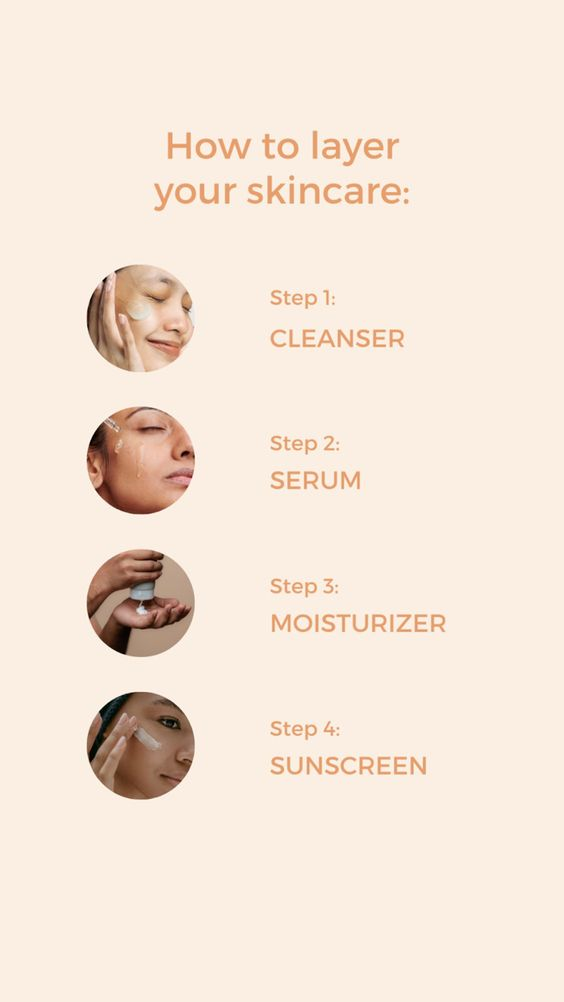 How to layer
your skincare:
Step 1:
CLEANSER
Step 2:
SERUM
Step 3:
MOISTURIZER
Step 4:
SUNSCREEN